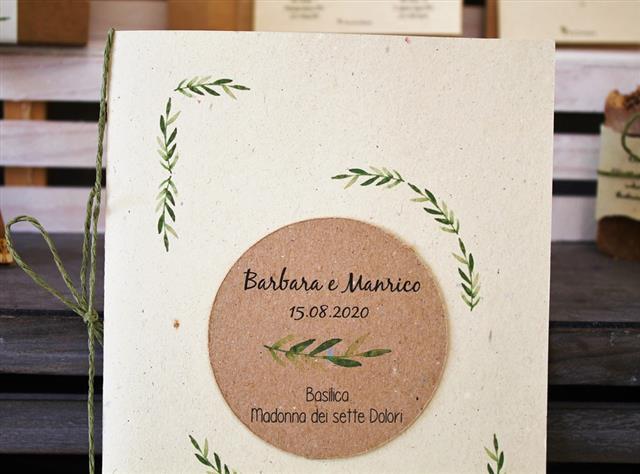 Barbara e Manrico
15.08.2020
Basilica
Madonna dei sette Dolori